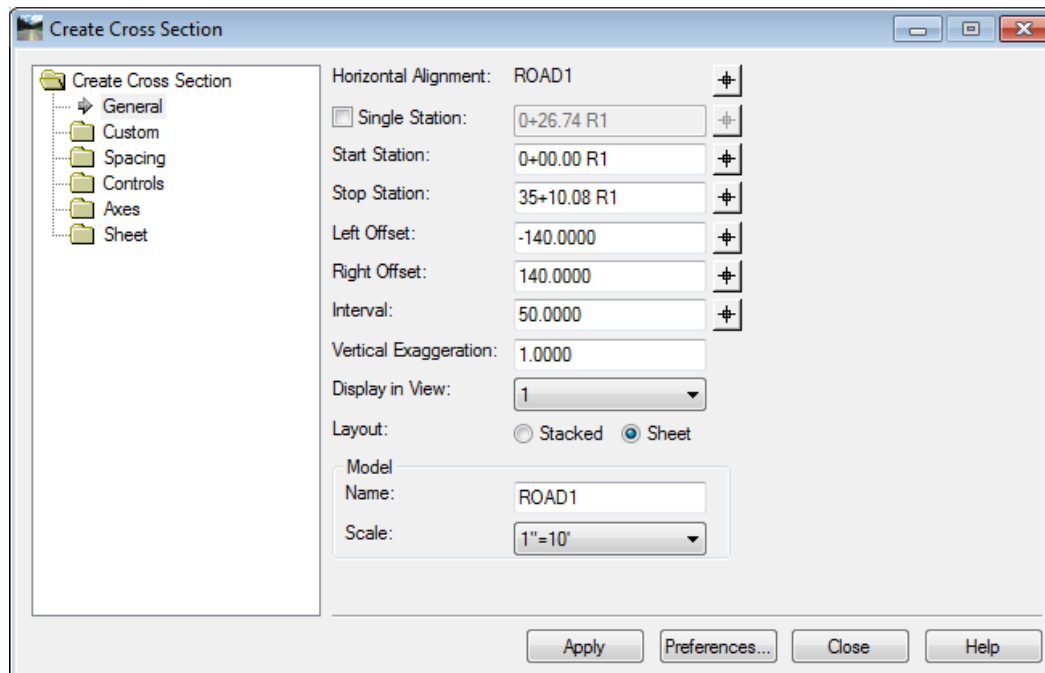 Create Cross Section
Create Cross Section
General
Custom
Spacing
Controls
Axes
Sheet
Horizontal Alignment: ROAD1
Single Station: 0+26.74 R1
Start Station: 0+00.00 R1
Stop Station: 35+10.08 R1
Left Offset: -140.0000
Right Offset: 140.0000
Interval: 50.0000
Vertical Exaggeration: 1.0000
Display in View: 1
Layout: Stacked Sheet
Model
Name: ROAD1
Scale: 1"=10'
Apply Preferences... Close Help